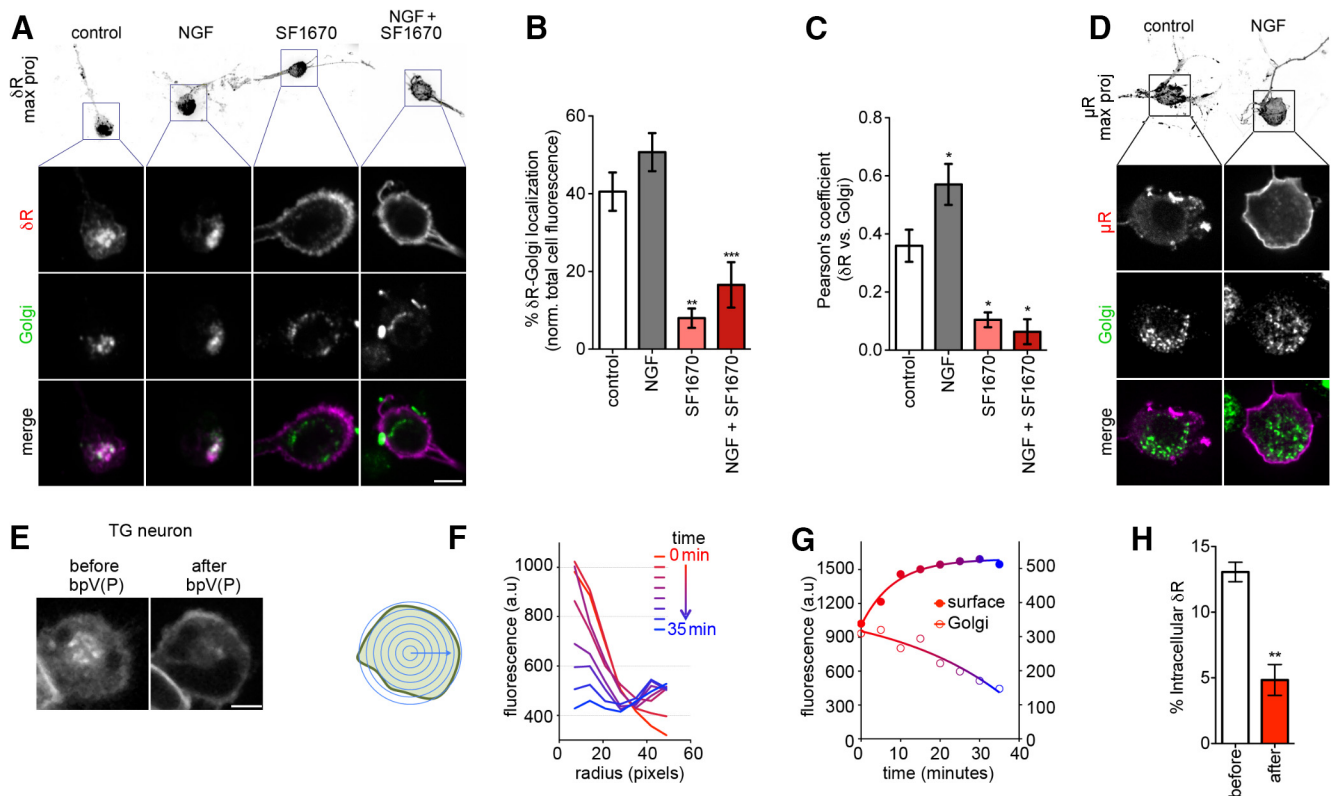 A
control
NGF
SF1670
NGF +
SF1670
δR
max proj
δR
Golgi
merge
B
% δR-Golgi localization
(norm. total cell fluorescence)
60
40
20
0
**
***
control
NGF
SF1670
NGF + SF1670
C
Pearson's coefficient
(δR vs. Golgi)
0.8
0.6
0.4
0.2
0.0
*
*
*
control
NGF
SF1670
NGF + SF1670
D
control
NGF
µR
max proj
µR
Golgi
merge
E
TG neuron
before
bpV(P)
after
bpV(P)
F
fluorescence (a.u)
1000
800
600
400
0
20
40
60
radius (pixels)
time
0 min
35 min
G
fluorescence (a.u)
1500
1200
900
600
300
0
500
400
300
200
100
0
surface
Golgi
0
10
20
30
40
time (minutes)
H
% Intracellular δR
15
10
5
0
**
before
after